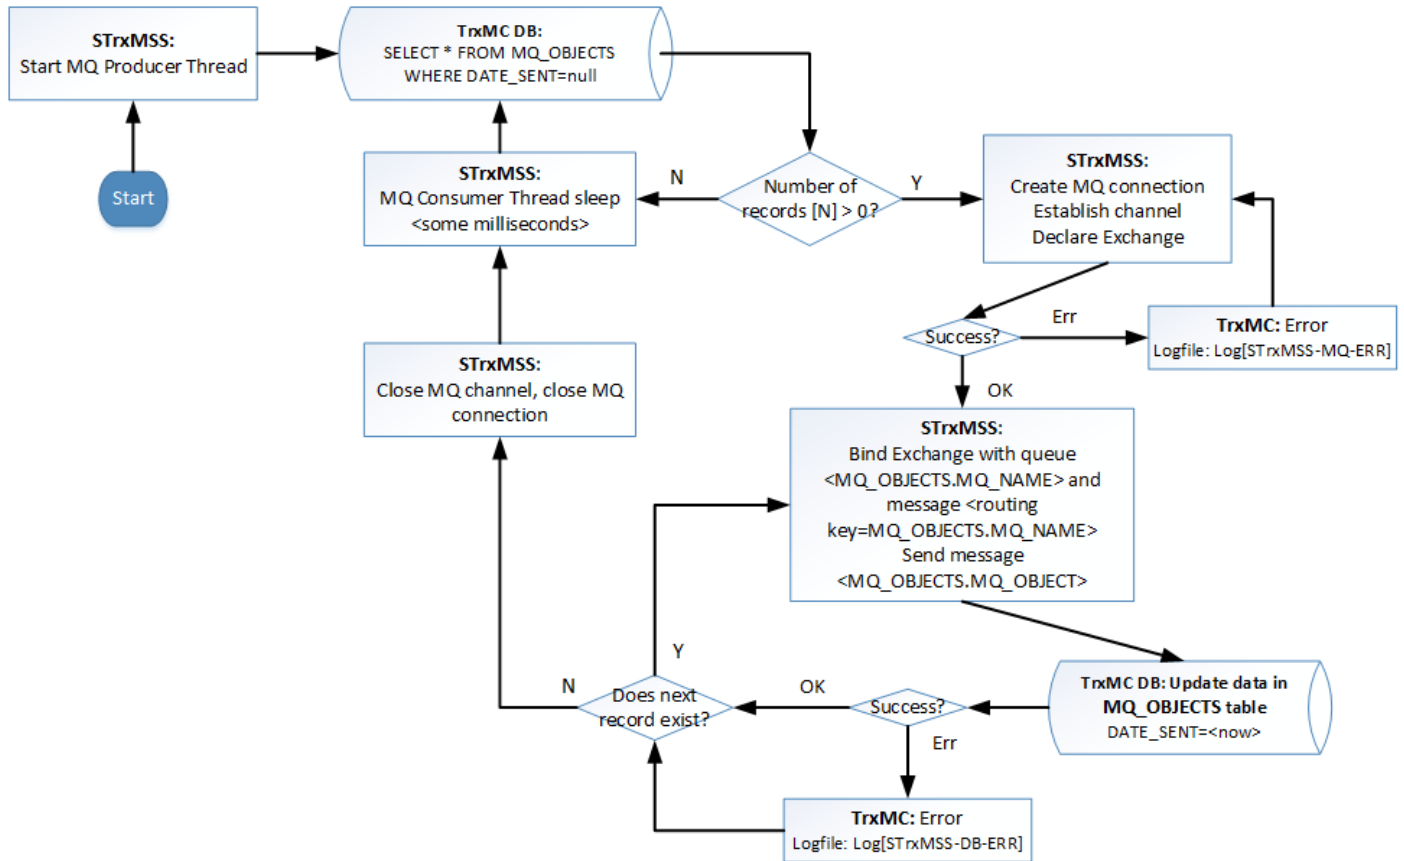 STrxMSS:
Start MQ Producer Thread
TrxMC DB:
SELECT * FROM MQ_OBJECTS
WHERE DATE_SENT=null
Start
STrxMSS:
MQ Consumer Thread sleep
<some milliseconds>
N
Number of
records [N] > 0?
Y
STrxMSS:
Create MQ connection
Establish channel
Declare Exchange
Success?
Err
TrxMC: Error
Logfile: Log[STrxMSS-MQ-ERR]
OK
STrxMSS:
Close MQ channel, close MQ
connection
STrxMSS:
Bind Exchange with queue
<MQ_OBJECTS.MQ_NAME> and
message <routing
key=MQ_OBJECTS.MQ_NAME>
Send message
<MQ_OBJECTS.MQ_OBJECT>
Y
N
Does next
record exist?
OK
Success?
Err
TrxMC DB: Update data in
MQ_OBJECTS table
DATE_SENT=<now>
TrxMC: Error
Logfile: Log[STrxMSS-DB-ERR]